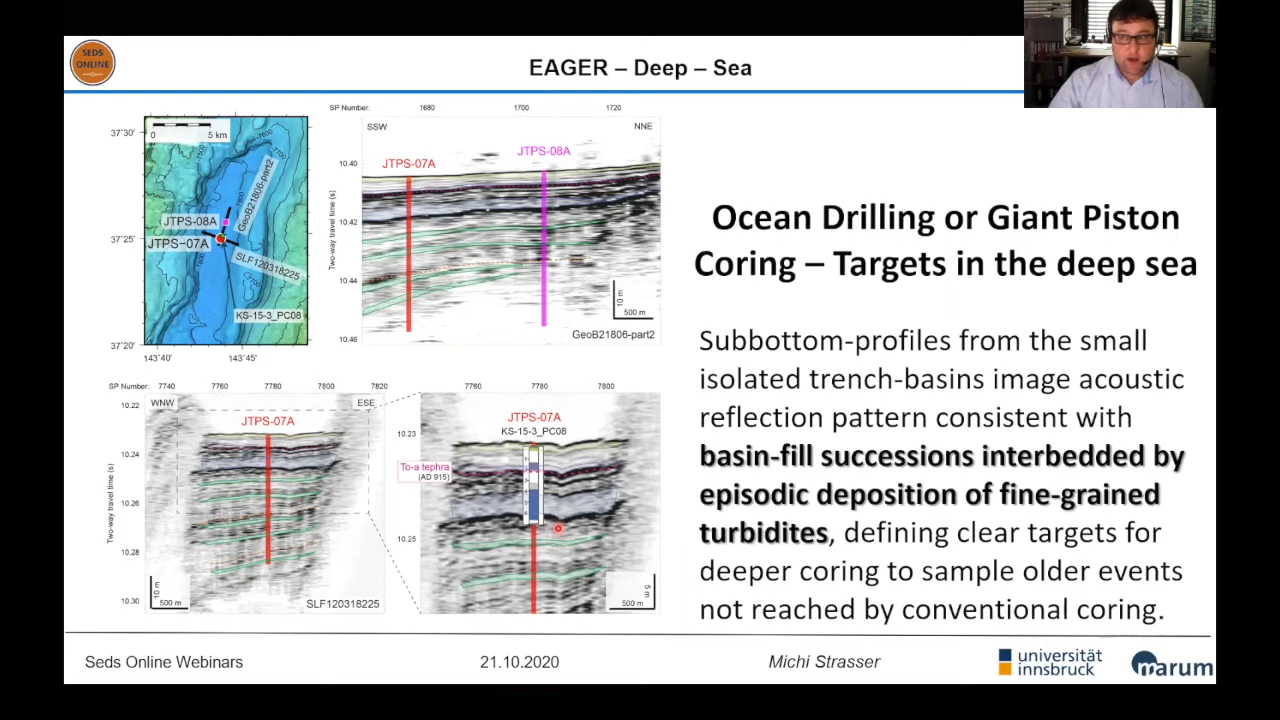 SEDS
ONLINE
EAGER – Deep – Sea
37˚30'
37˚25'
37˚20'
143˚40'
143˚45'
0
5 km
7600
7700
7800
7600
7700
JTPS-08A
JTPS-07A
GeoB21806-part2
SLF120318225
KS-15-3_PC08
SP Number:
1680
1700
1720
SSW
NNE
JTPS-07A
JTPS-08A
10.40
10.42
10.44
10.46
Two-way travel time (s)
10 m
500 m
GeoB21806-part2
SP Number:
7740
7760
7780
7800
7820
WNW
ESE
JTPS-07A
10.22
10.24
10.26
10.28
10.30
Two-way travel time (s)
10 m
500 m
SLF120318225
7760
7780
7800
JTPS-07A
KS-15-3_PC08
10.23
10.25
To-a tephra
(AD 915)
5 m
500 m
Ocean Drilling or Giant Piston
Coring – Targets in the deep sea
Subbottom-profiles from the small
isolated trench-basins image acoustic
reflection pattern consistent with
basin-fill successions interbedded by
episodic deposition of fine-grained
turbidites, defining clear targets for
deeper coring to sample older events
not reached by conventional coring.
Seds Online Webinars
21.10.2020
Michi Strasser
universität
innsbruck
marum